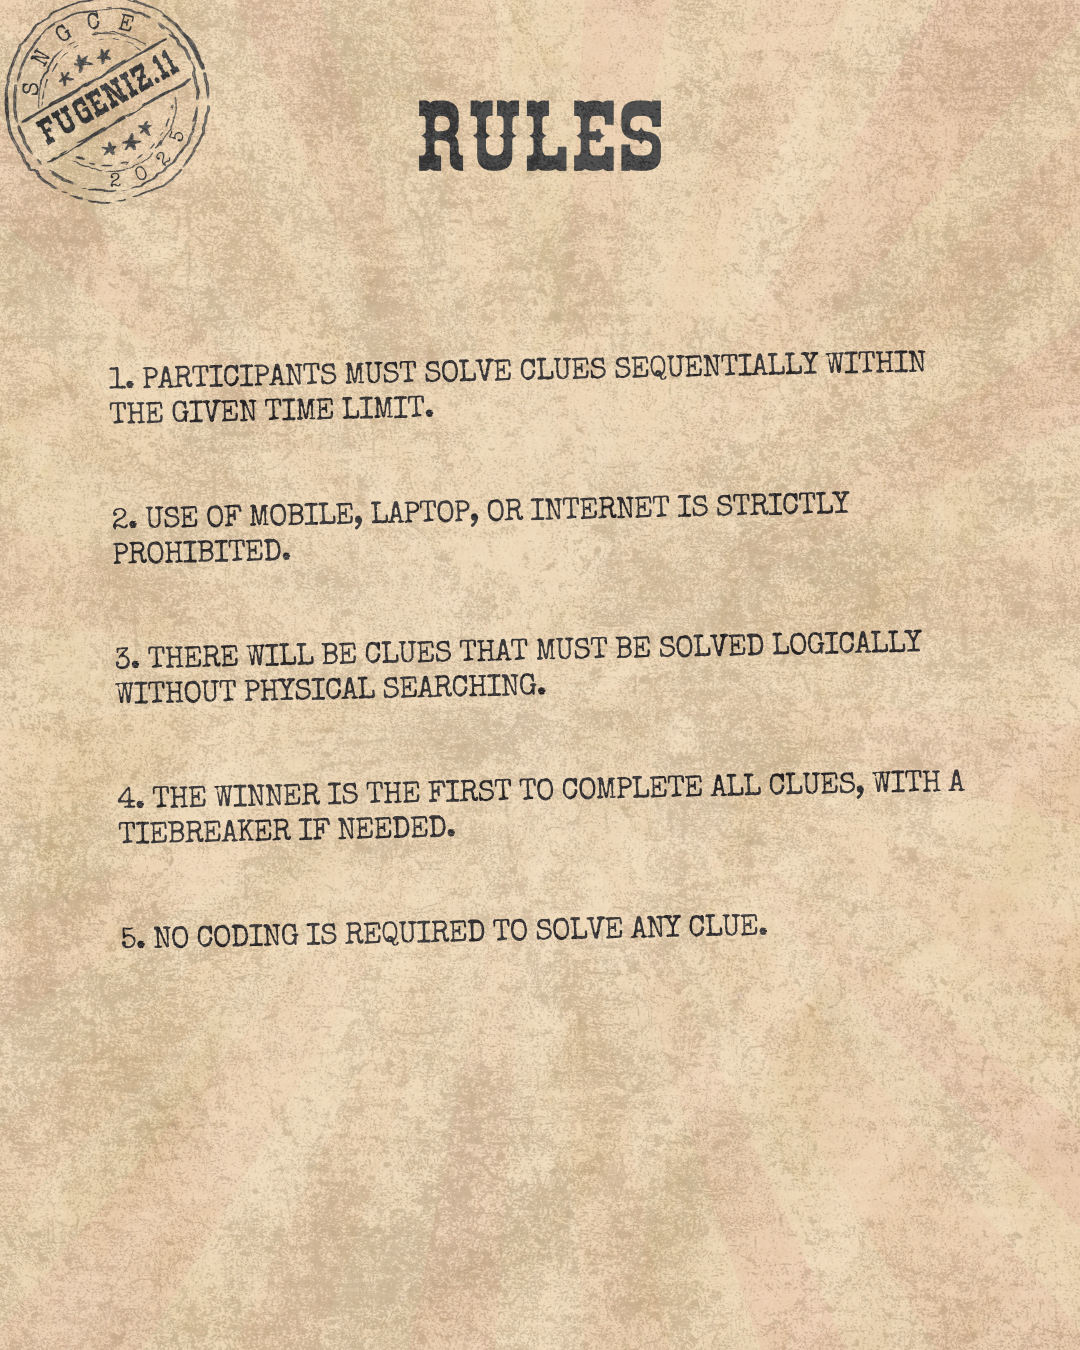 SNGCE
FUGENIZ.11
2025
RULES
1. PARTICIPANTS MUST SOLVE CLUES SEQUENTIALLY WITHIN
THE GIVEN TIME LIMIT.
2. USE OF MOBILE, LAPTOP, OR INTERNET IS STRICTLY
PROHIBITED.
3. THERE WILL BE CLUES THAT MUST BE SOLVED LOGICALLY
WITHOUT PHYSICAL SEARCHING.
4. THE WINNER IS THE FIRST TO COMPLETE ALL CLUES, WITH A
TIEBREAKER IF NEEDED.
5. NO CODING IS REQUIRED TO SOLVE ANY CLUE.